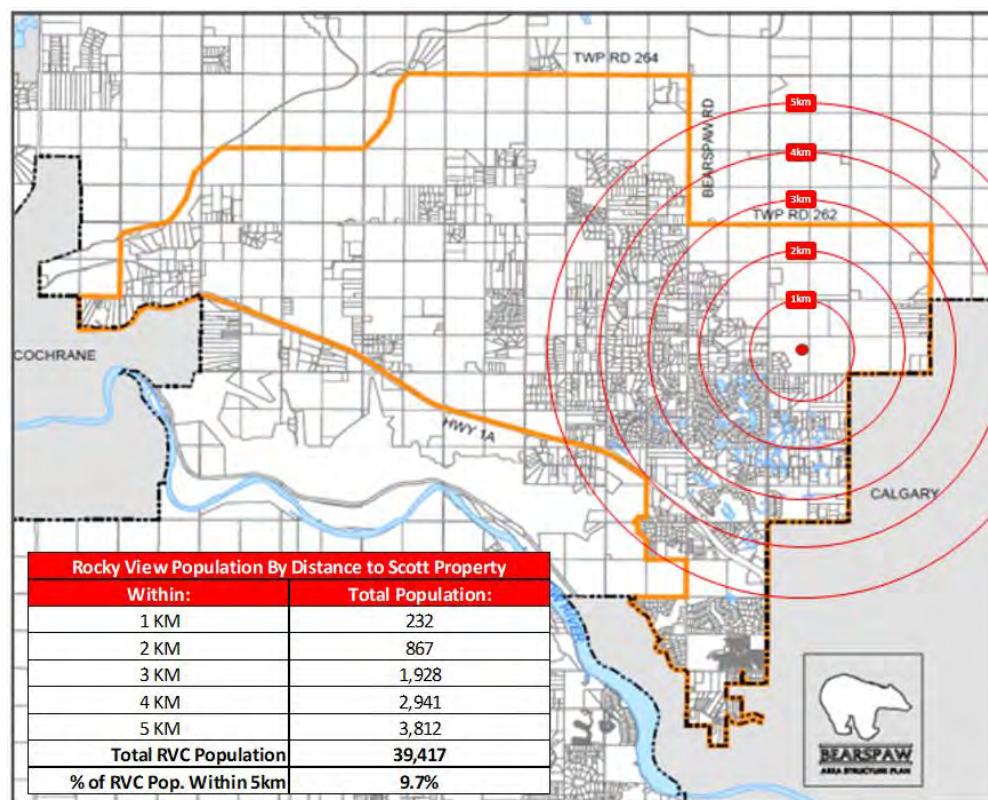 TWP RD 264
5km
BEARSPAW RD
4km
3km
TWP RD 262
2km
1km
COCHRANE
HWY 1A
CALGARY
RIVER
Rocky View Population By Distance to Scott Property
Within: Total Population:
1 KM 232
2 KM 867
3 KM 1,928
4 KM 2,941
5 KM 3,812
Total RVC Population 39,417
% of RVC Pop. Within 5km 9.7%
BEARSPAW
AREA STRUCTURE PLAN